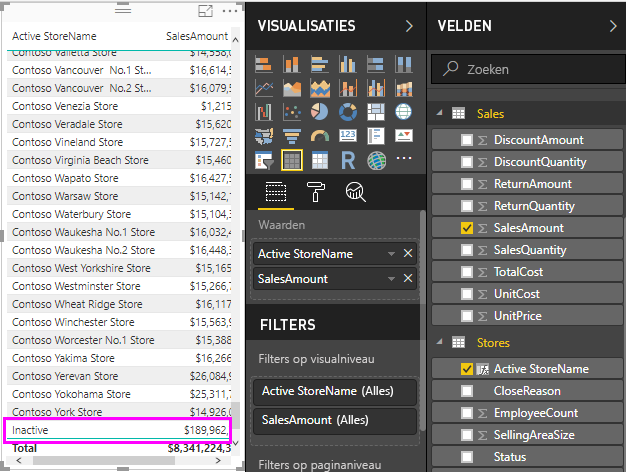 Active StoreName SalesAmount
Contoso Valletta Store $14,558,0
Contoso Vancouver No.1 St... $16,614,5
Contoso Vancouver No.2 St... $16,079,5
Contoso Venezia Store $1,215
Contoso Veradale Store $15,620
Contoso Vineland Store $15,727,5
Contoso Virginia Beach Store $15,460
Contoso Wapato Store $16,427,5
Contoso Warsaw Store $15,142,1
Contoso Waterbury Store $15,104,3
Contoso Waukesha No.1 Store $16,032,4
Contoso Waukesha No.2 Store $16,448,3
Contoso West Yorkshire Store $15,165
Contoso Westminster Store $15,266,7
Contoso Wheat Ridge Store $16,117
Contoso Winchester Store $15,563,9
Contoso Worcester No.1 Store $15,388
Contoso Yakima Store $16,266
Contoso Yerevan Store $26,084,9
Contoso Yokohama Store $25,311,7
Contoso York Store $14,926,0
Inactive $189,962,
Total $8,341,224,3
VISUALISATIES
123
R
Waarden
Active StoreName
SalesAmount
FILTERS
Filters op visualniveau
Active StoreName (Alles)
SalesAmount (Alles)
Filters op paginaniveau
VELDEN
Zoeken
Sales
DiscountAmount
DiscountQuantity
ReturnAmount
ReturnQuantity
SalesAmount
SalesQuantity
TotalCost
UnitCost
UnitPrice
Stores
Active StoreName
CloseReason
EmployeeCount
SellingAreaSize
Status